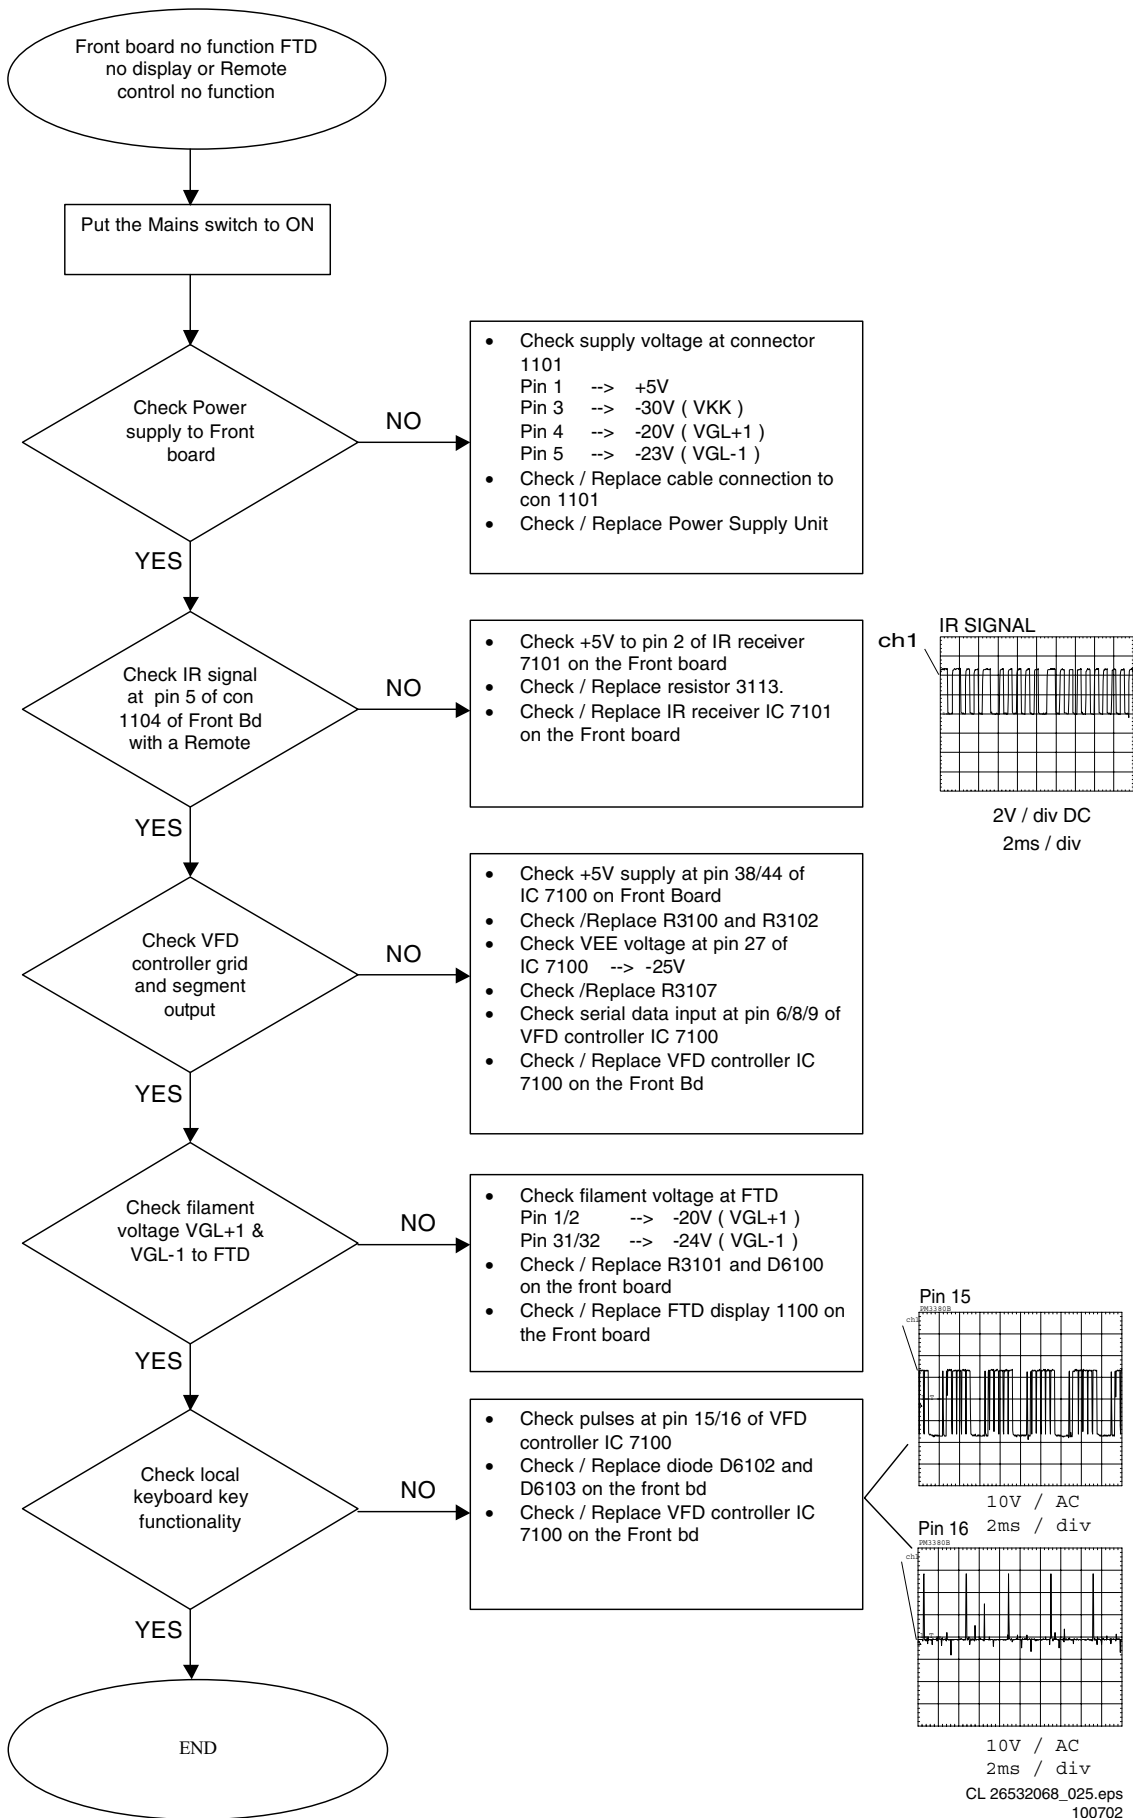 Front board no function FTD
no display or Remote
control no function
Put the Mains switch to ON
Check Power
supply to Front
board
NO
• Check supply voltage at connector
1101
Pin 1 --> +5V
Pin 3 --> -30V ( VKK )
Pin 4 --> -20V ( VGL+1 )
Pin 5 --> -23V ( VGL-1 )
• Check / Replace cable connection to
con 1101
• Check / Replace Power Supply Unit
YES
Check IR signal
at pin 5 of con
1104 of Front Bd
with a Remote
NO
• Check +5V to pin 2 of IR receiver
7101 on the Front board
• Check / Replace resistor 3113.
• Check / Replace IR receiver IC 7101
on the Front board
IR SIGNAL
ch1
2V / div DC
2ms / div
YES
Check VFD
controller grid
and segment
output
NO
• Check +5V supply at pin 38/44 of
IC 7100 on Front Board
• Check /Replace R3100 and R3102
• Check VEE voltage at pin 27 of
IC 7100 --> -25V
• Check /Replace R3107
• Check serial data input at pin 6/8/9 of
VFD controller IC 7100
• Check / Replace VFD controller IC
7100 on the Front Bd
YES
Check filament
voltage VGL+1 &
VGL-1 to FTD
NO
• Check filament voltage at FTD
Pin 1/2 --> -20V ( VGL+1 )
Pin 31/32 --> -24V ( VGL-1 )
• Check / Replace R3101 and D6100
on the front board
• Check / Replace FTD display 1100 on
the Front board
YES
Check local
keyboard key
functionality
NO
• Check pulses at pin 15/16 of VFD
controller IC 7100
• Check / Replace diode D6102 and
D6103 on the front bd
• Check / Replace VFD controller IC
7100 on the Front bd
Pin 15
PM3380B
ch1
10V / AC
2ms / div
Pin 16
PM3380B
ch1
10V / AC
2ms / div
YES
END
CL 26532068_025.eps
100702